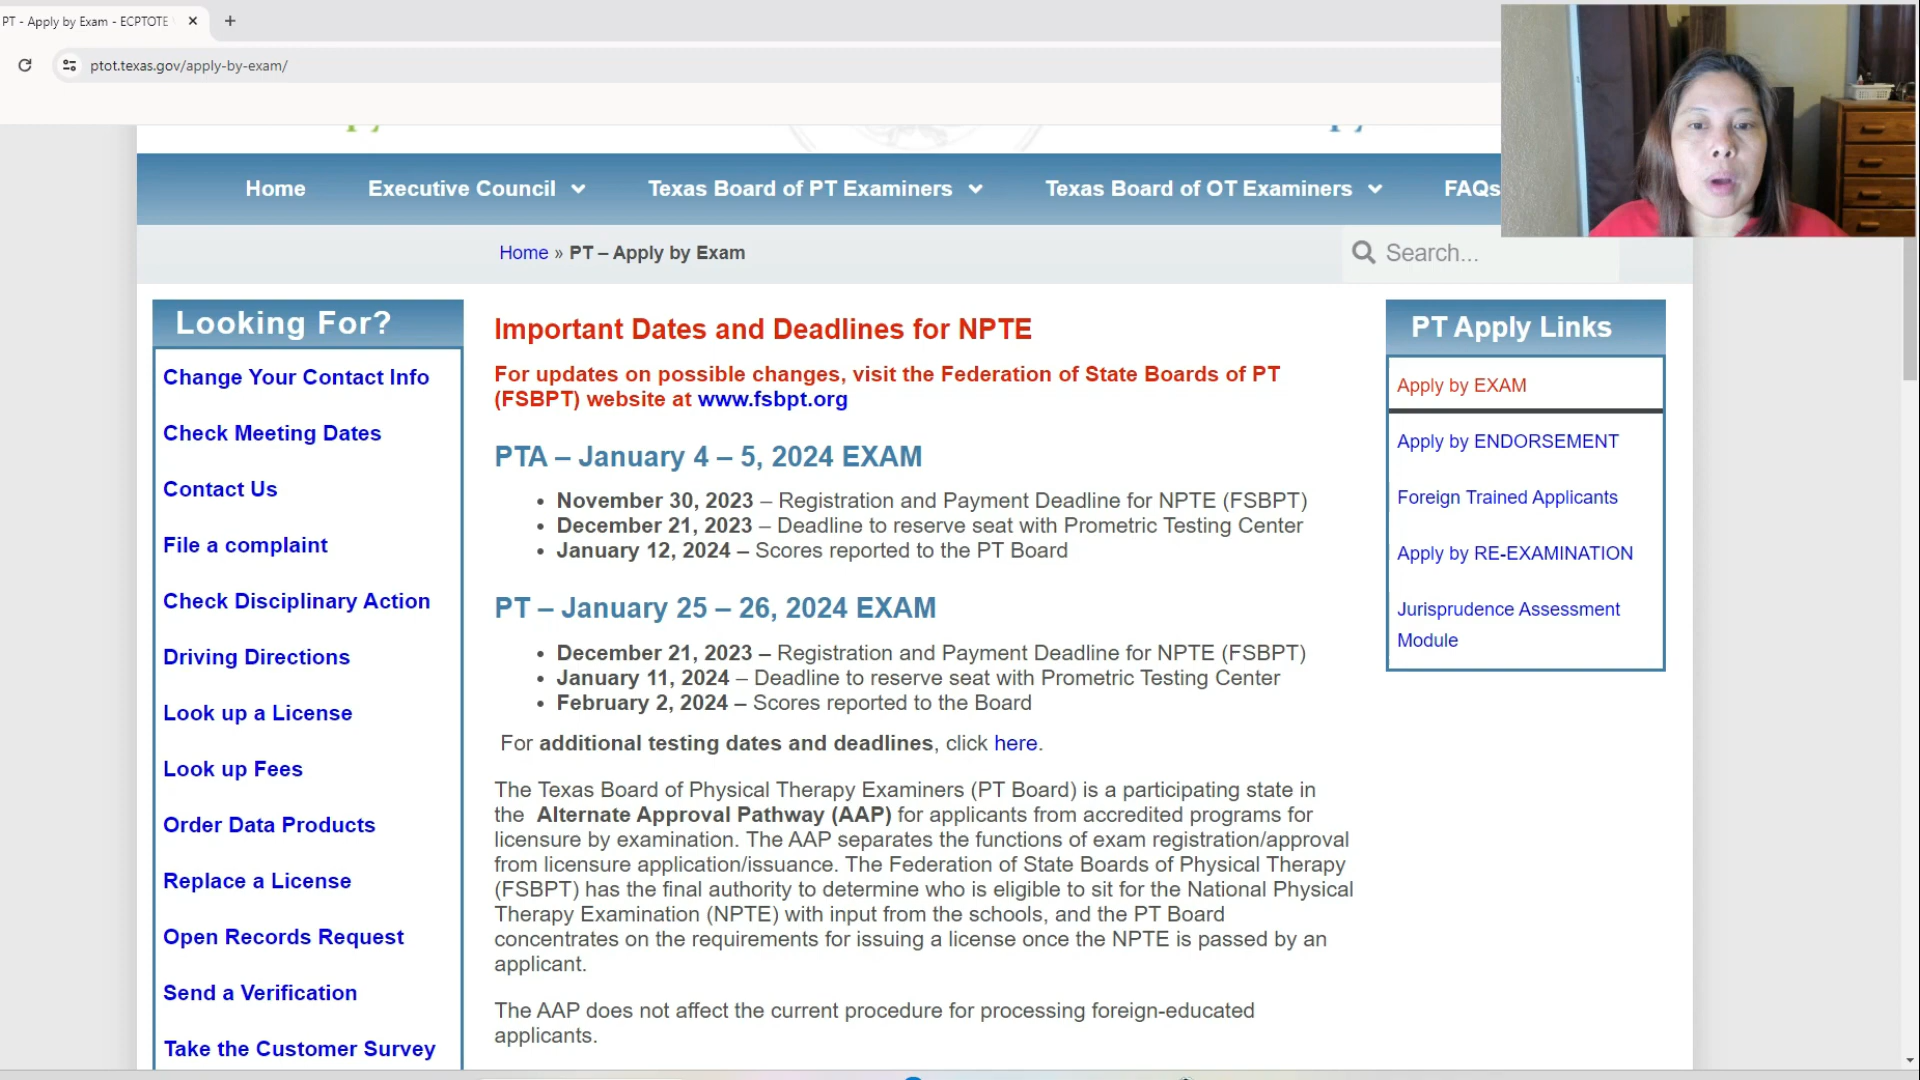 PT - Apply by Exam - ECPTOTE
ptot.texas.gov/apply-by-exam/
Home
Executive Council
Texas Board of PT Examiners
Texas Board of OT Examiners
FAQs
Home » PT – Apply by Exam
Search...
Looking For?
Change Your Contact Info
Check Meeting Dates
Contact Us
File a complaint
Check Disciplinary Action
Driving Directions
Look up a License
Look up Fees
Order Data Products
Replace a License
Open Records Request
Send a Verification
Take the Customer Survey
Important Dates and Deadlines for NPTE
For updates on possible changes, visit the Federation of State Boards of PT
(FSBPT) website at www.fsbpt.org
PTA – January 4 – 5, 2024 EXAM
• November 30, 2023 – Registration and Payment Deadline for NPTE (FSBPT)
• December 21, 2023 – Deadline to reserve seat with Prometric Testing Center
• January 12, 2024 – Scores reported to the PT Board
PT – January 25 – 26, 2024 EXAM
• December 21, 2023 – Registration and Payment Deadline for NPTE (FSBPT)
• January 11, 2024 – Deadline to reserve seat with Prometric Testing Center
• February 2, 2024 – Scores reported to the Board
For additional testing dates and deadlines, click here.
The Texas Board of Physical Therapy Examiners (PT Board) is a participating state in
the Alternate Approval Pathway (AAP) for applicants from accredited programs for
licensure by examination. The AAP separates the functions of exam registration/approval
from licensure application/issuance. The Federation of State Boards of Physical Therapy
(FSBPT) has the final authority to determine who is eligible to sit for the National Physical
Therapy Examination (NPTE) with input from the schools, and the PT Board
concentrates on the requirements for issuing a license once the NPTE is passed by an
applicant.
The AAP does not affect the current procedure for processing foreign-educated
applicants.
PT Apply Links
Apply by EXAM
Apply by ENDORSEMENT
Foreign Trained Applicants
Apply by RE-EXAMINATION
Jurisprudence Assessment
Module